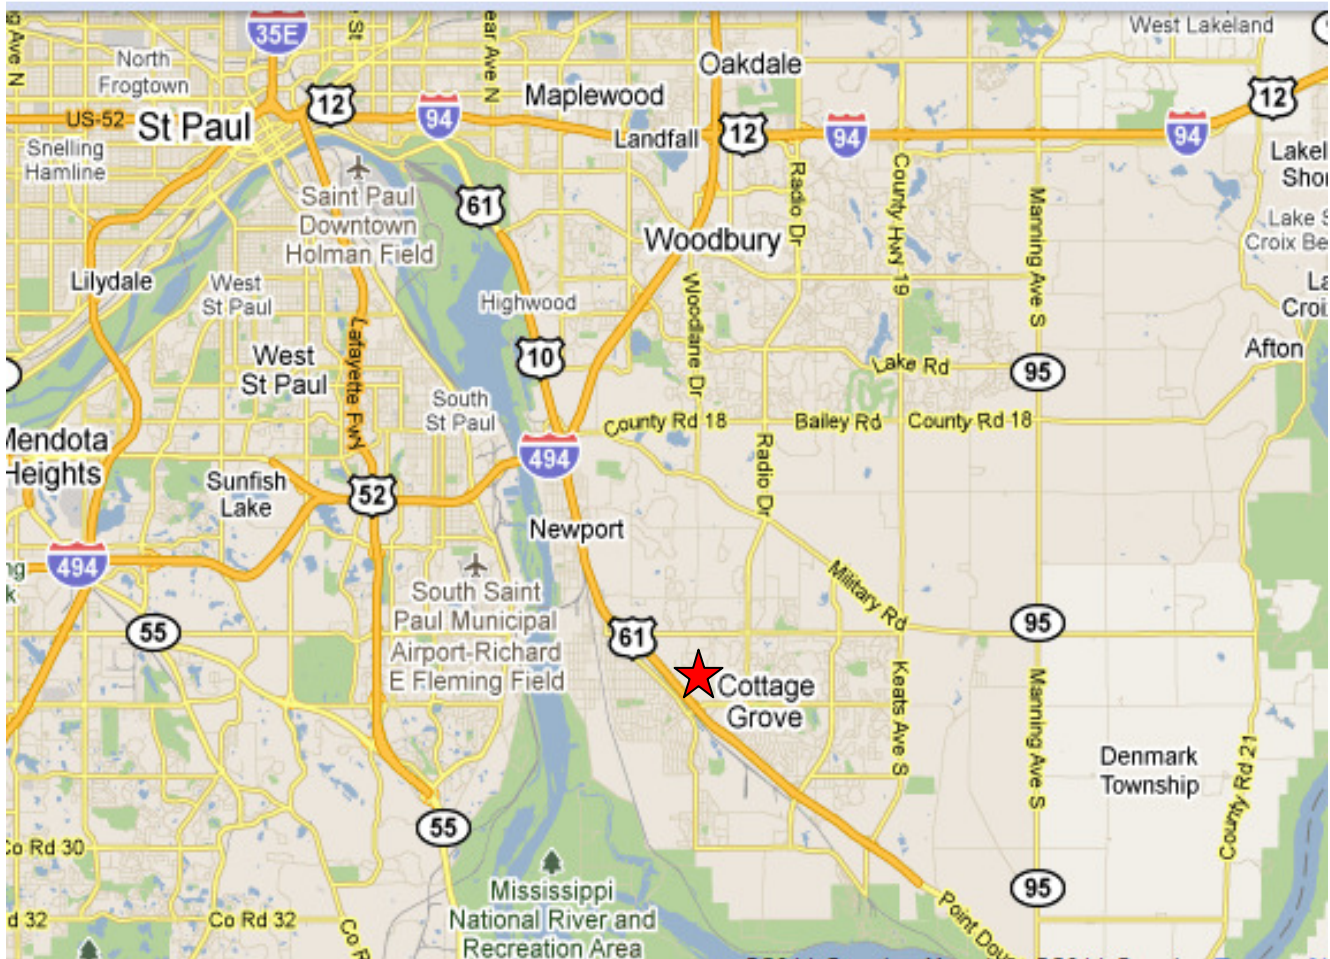 35E
West Lakeland
North
Frogtown
Oakdale
12
Maplewood
12
US-52
St Paul
94
Landfall
12
94
94
Snelling
Hamline
Saint Paul
Downtown
Holman Field
61
Radio Dr
County Hwy 19
Manning Ave S
Woodbury
Lilydale
West
St Paul
Highwood
Woodlane Dr
Lafayette Fwy
West
St Paul
10
Lake Rd
95
Afton
South
St Paul
County Rd 18
Bailey Rd
County Rd 18
Mendota
Heights
494
Radio Dr
Sunfish
Lake
52
Newport
494
South Saint
Paul Municipal
Airport-Richard
E Fleming Field
Military Rd
55
61
95
Cottage
Grove
Keats Ave S
Manning Ave S
Denmark
Township
County Rd 21
55
Co Rd 30
Mississippi
National River and
Recreation Area
95
Co Rd 32